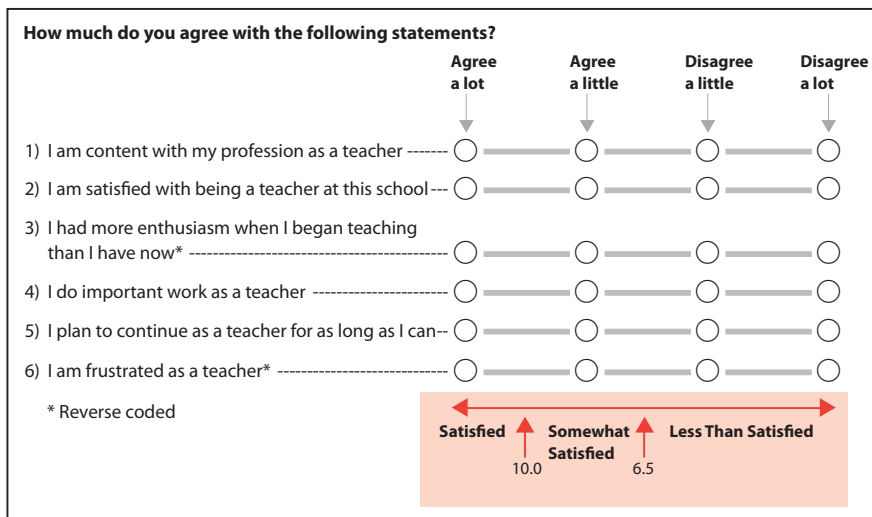 How much do you agree with the following statements?
Agree a lot
Agree a little
Disagree a little
Disagree a lot
1) I am content with my profession as a teacher
2) I am satisfied with being a teacher at this school
3) I had more enthusiasm when I began teaching
than I have now*
4) I do important work as a teacher
5) I plan to continue as a teacher for as long as I can
6) I am frustrated as a teacher*
* Reverse coded
Satisfied
Somewhat Satisfied
Less Than Satisfied
10.0
6.5